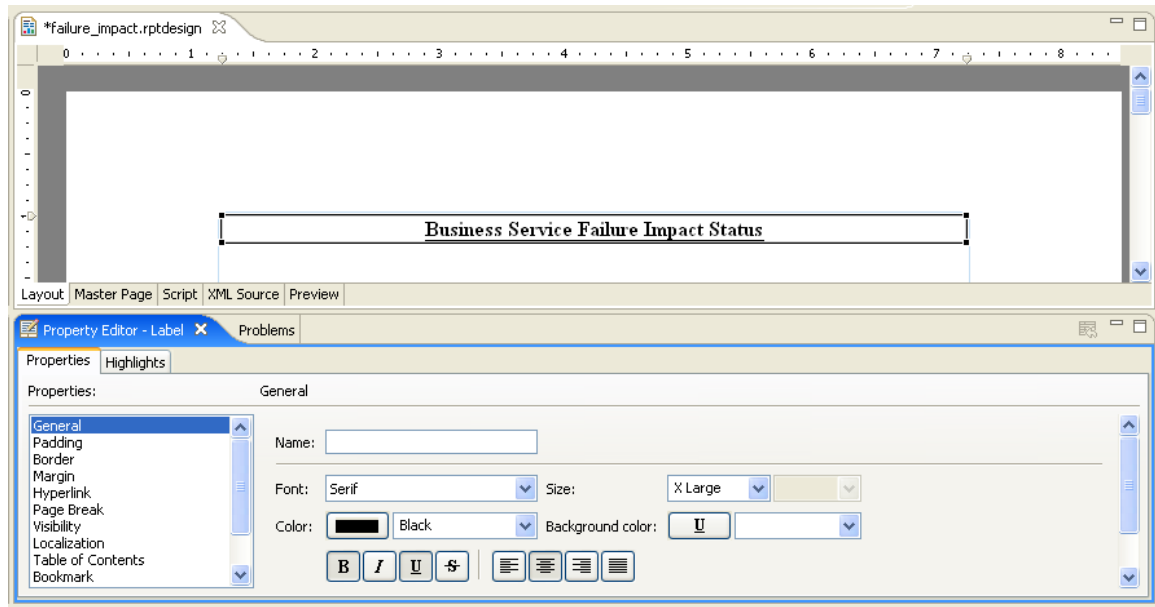 *failure_impact.rptdesign
0 1 2 3 4 5 6 7 8
0
Business Service Failure Impact Status
Layout Master Page Script XML Source Preview
Property Editor - Label Problems
Properties Highlights
Properties: General
General
Padding
Border
Margin
Hyperlink
Page Break
Visibility
Localization
Table of Contents
Bookmark
Name:
Font: Serif Size: X Large
Color: Black Background color: U
B I U S